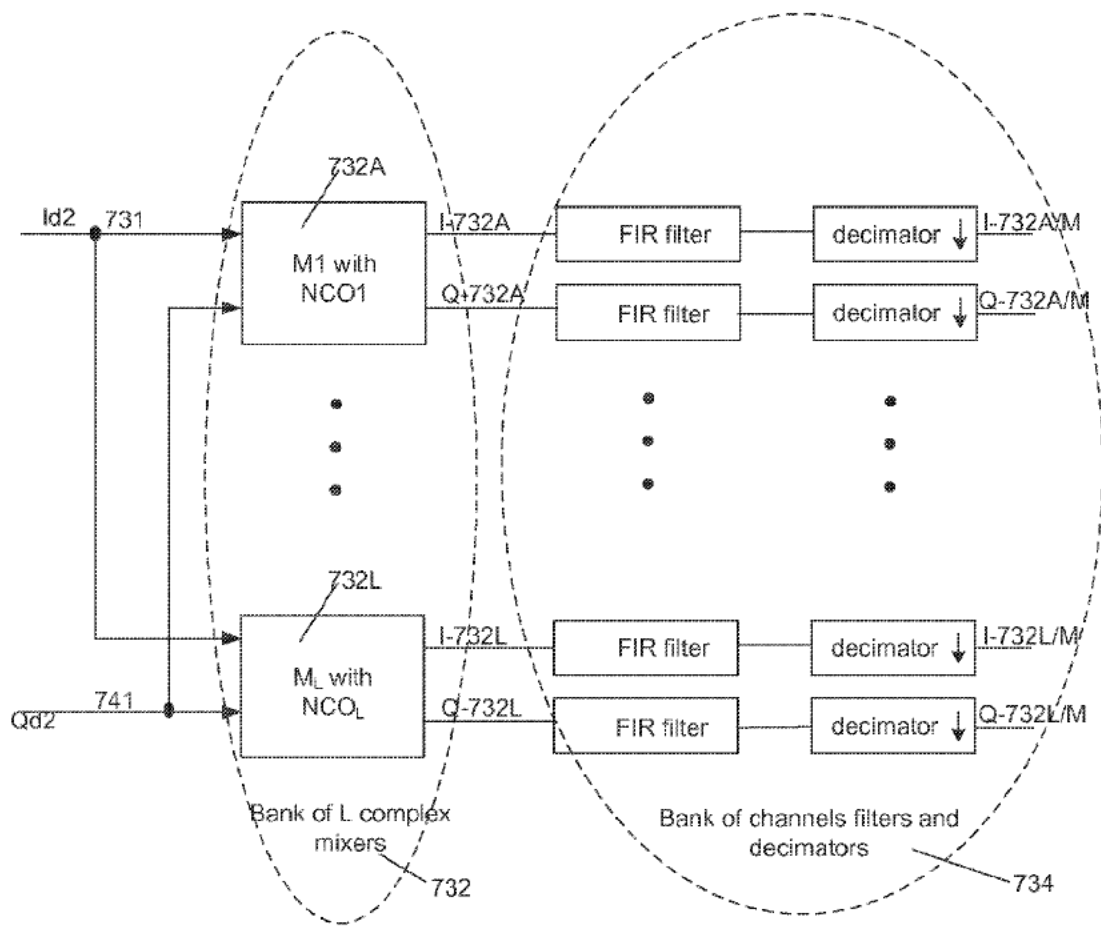 732A
Id2 731
M1 with
NCO1
I-732A
Q-732A
FIR filter
decimator
I-732A/M
FIR filter
decimator
Q-732A/M
732L
741
Qd2
ML with
NCOL
I-732L
Q-732L
FIR filter
decimator
I-732L/M
FIR filter
decimator
Q-732L/M
Bank of L complex
mixers
732
Bank of channels filters and
decimators
734